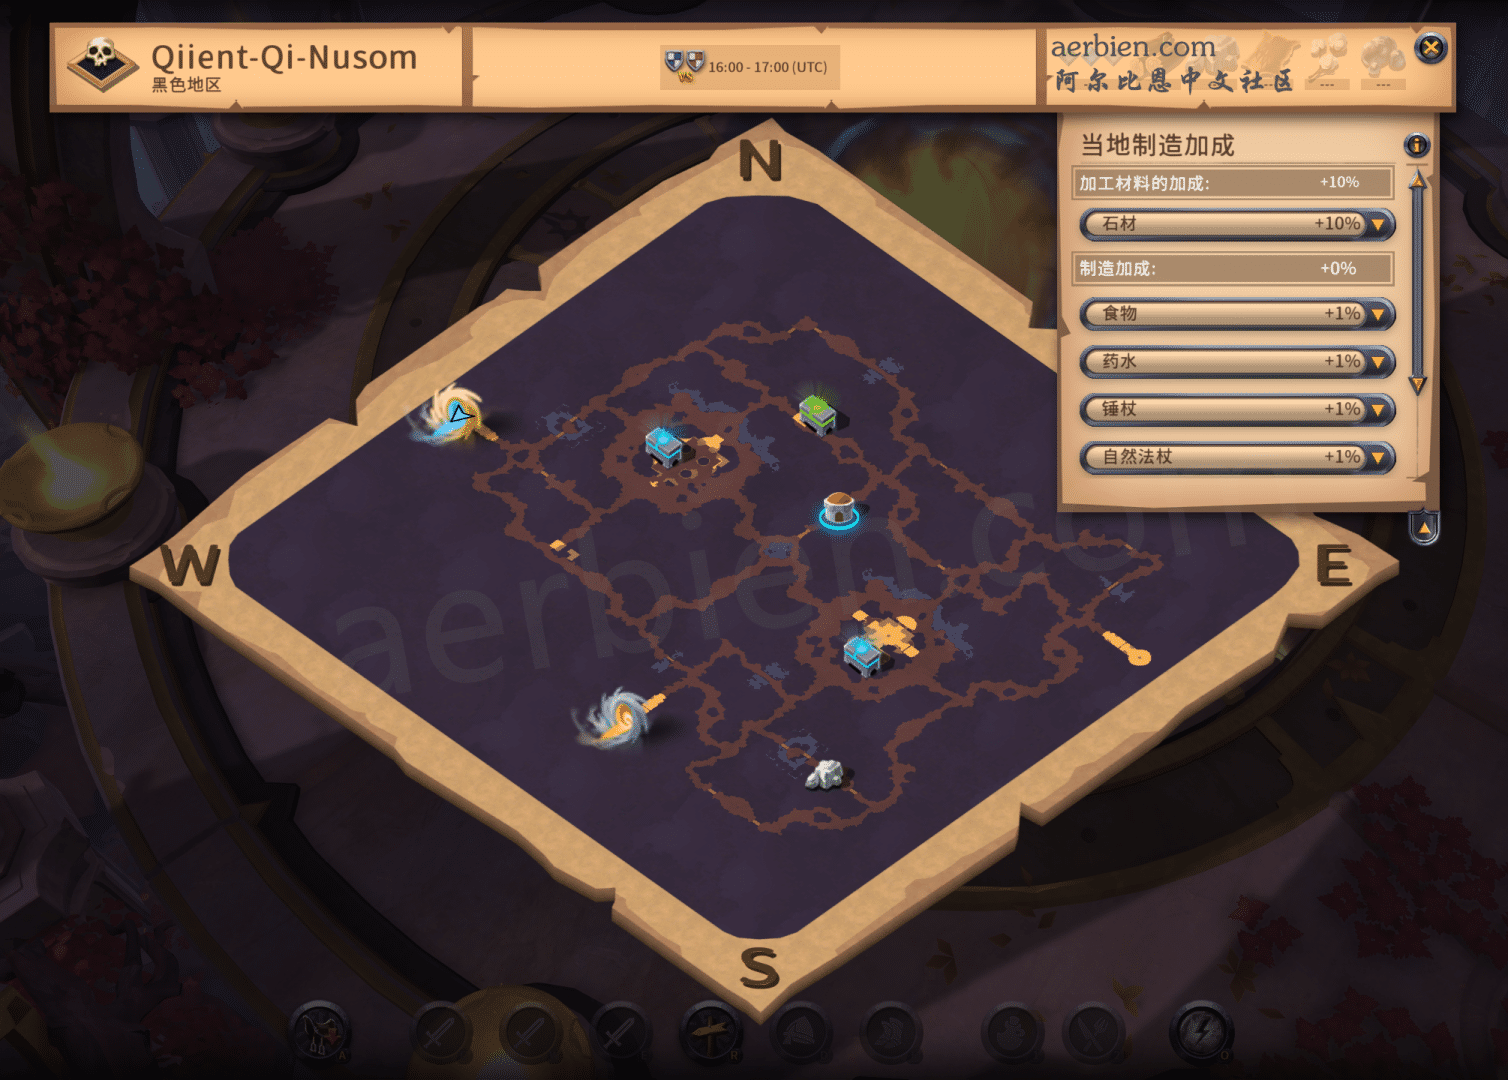 Qiient-Qi-Nusom
黑色地区
16:00 - 17:00 (UTC)
aerbien.com
阿尔比恩中文社区
---
---
当地制造加成
加工材料的加成: +10%
石材 +10%
制造加成: +0%
食物 +1%
药水 +1%
锤杖 +1%
自然法杖 +1%
N
W
E
S
aerbien.com
A
R